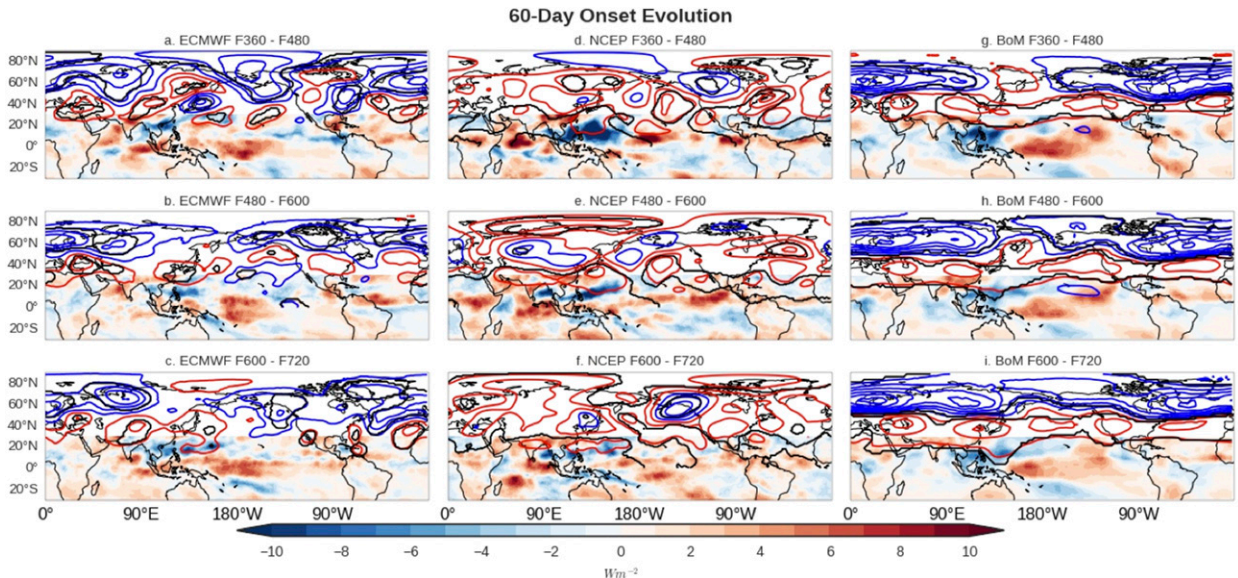 60-Day Onset Evolution
a. ECMWF F360 - F480
d. NCEP F360 - F480
g. BoM F360 - F480
80°N
60°N
40°N
20°N
0°
20°S
b. ECMWF F480 - F600
e. NCEP F480 - F600
h. BoM F480 - F600
80°N
60°N
40°N
20°N
0°
20°S
c. ECMWF F600 - F720
f. NCEP F600 - F720
i. BoM F600 - F720
80°N
60°N
40°N
20°N
0°
20°S
0° 90°E 180°W 90°W 0° 90°E 180°W 90°W 0° 90°E 180°W 90°W
−10 −8 −6 −4 −2 0 2 4 6 8 10
Wm⁻²